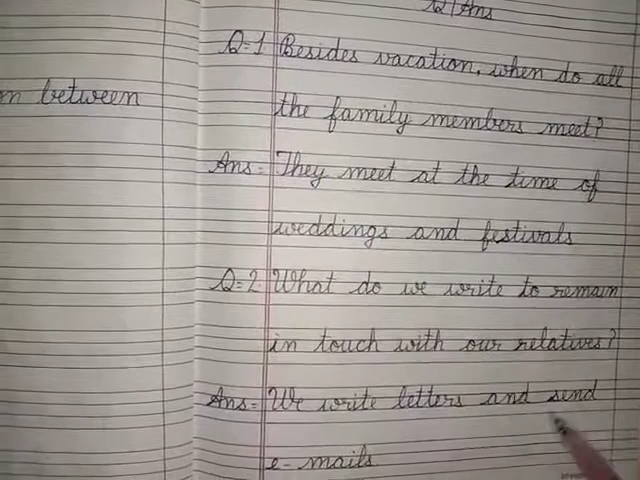 Q/Ans
Q=1 Besides vacation, when do all
the family members meet?
Ans= They meet at the time of
weddings and festivals
Q=2 What do we write to remain
in touch with our relatives?
Ans= We write letters and send
e-mails
between